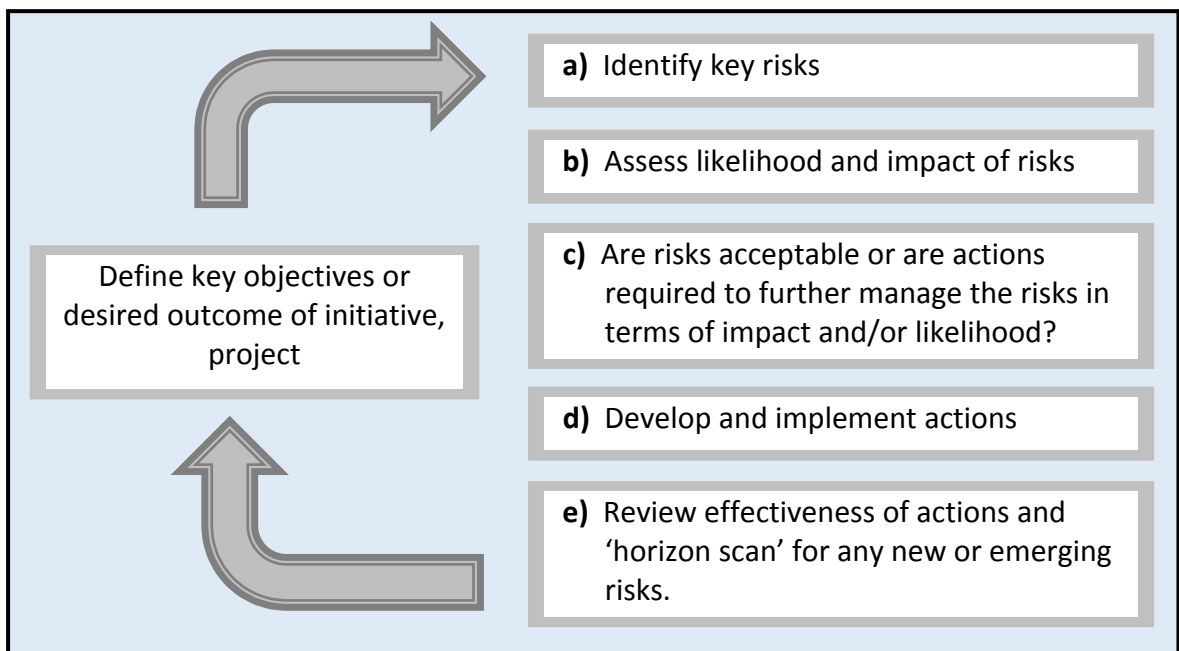 Define key objectives or
desired outcome of initiative,
project
a) Identify key risks
b) Assess likelihood and impact of risks
c) Are risks acceptable or are actions
required to further manage the risks in
terms of impact and/or likelihood?
d) Develop and implement actions
e) Review effectiveness of actions and
‘horizon scan’ for any new or emerging
risks.